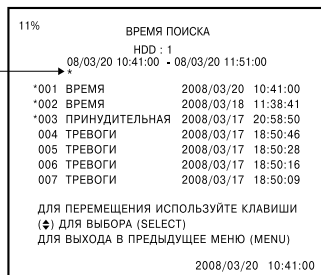 11%
ВРЕМЯ ПОИСКА
HDD : 1
08/03/20 10:41:00 - 08/03/20 11:51:00
*
*001 ВРЕМЯ 2008/03/20 10:41:00
*002 ВРЕМЯ 2008/03/18 11:38:41
*003 ПРИНУДИТЕЛЬНАЯ 2008/03/17 20:58:50
004 ТРЕВОГИ 2008/03/17 18:50:46
005 ТРЕВОГИ 2008/03/17 18:50:28
006 ТРЕВОГИ 2008/03/17 18:50:16
007 ТРЕВОГИ 2008/03/17 18:50:09
ДЛЯ ПЕРЕМЕЩЕНИЯ ИСПОЛЬЗУЙТЕ КЛАВИШИ
(♦) ДЛЯ ВЫБОРА (SELECT)
ДЛЯ ВЫХОДА В ПРЕДЫДУЩЕЕ МЕНЮ (MENU)
2008/03/20 10:41:00